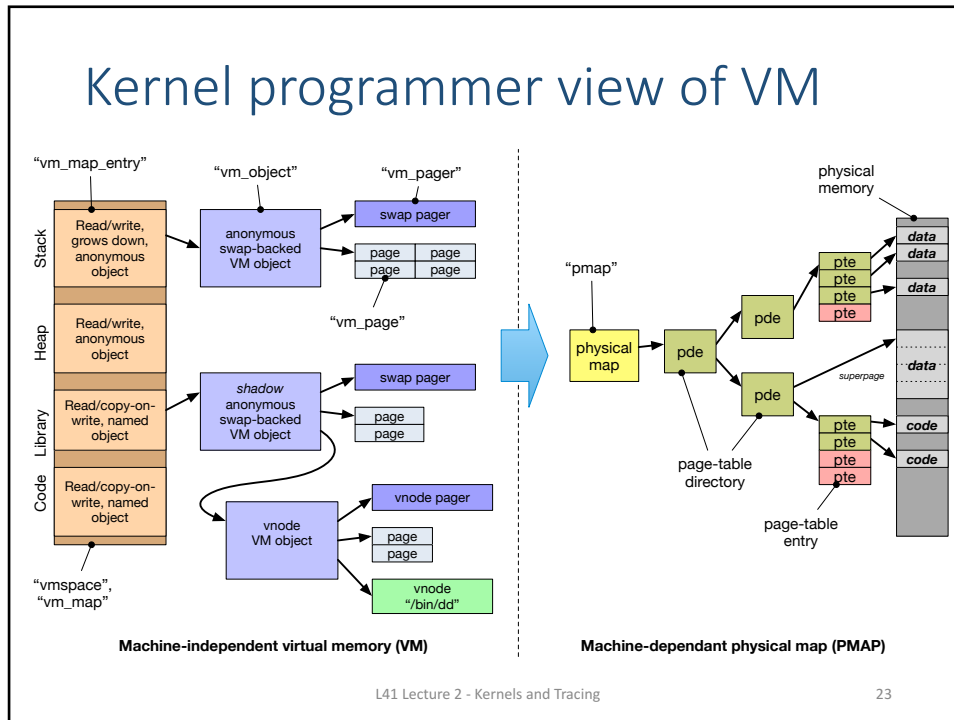 Kernel programmer view of VM
“vm_map_entry”
“vm_object”
“vm_pager”
Stack
Read/write,
grows down,
anonymous
object
anonymous
swap-backed
VM object
swap pager
page page
page page
“vm_page”
Heap
Read/write,
anonymous
object
Library
Read/copy-on-
write, named
object
shadow
anonymous
swap-backed
VM object
swap pager
page
page
Code
Read/copy-on-
write, named
object
vnode
VM object
vnode pager
page
page
vnode
“/bin/dd”
“vmspace”,
“vm_map”
Machine-independent virtual memory (VM)
physical
memory
“pmap”
physical
map
pde
pde
pde
pte
pte
pte
pte
data
data
data
superpage
data
pte
pte
pte
pte
code
code
page-table
directory
page-table
entry
Machine-dependant physical map (PMAP)
L41 Lecture 2 - Kernels and Tracing
23